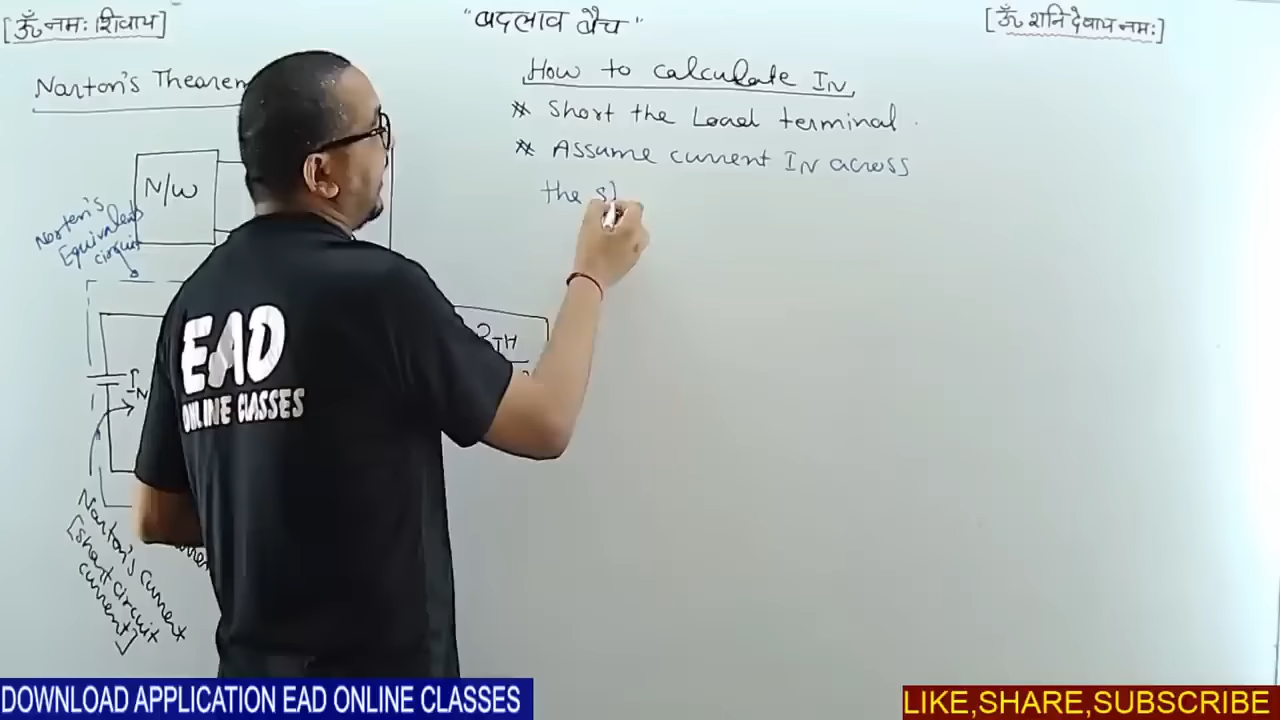 [ॐ नमः शिवाय]
"बदलाव बैच"
[ॐ शनि देवाय नमः]
Norton's Theorem
N/W
Norton's
Equivalent
circuit
IN
RTH
Norton's current
[short circuit
current]
How to calculate IN
* Short the Load terminal.
* Assume current IN across
the
EAD
ONLINE CLASSES
DOWNLOAD APPLICATION EAD ONLINE CLASSES
LIKE,SHARE,SUBSCRIBE